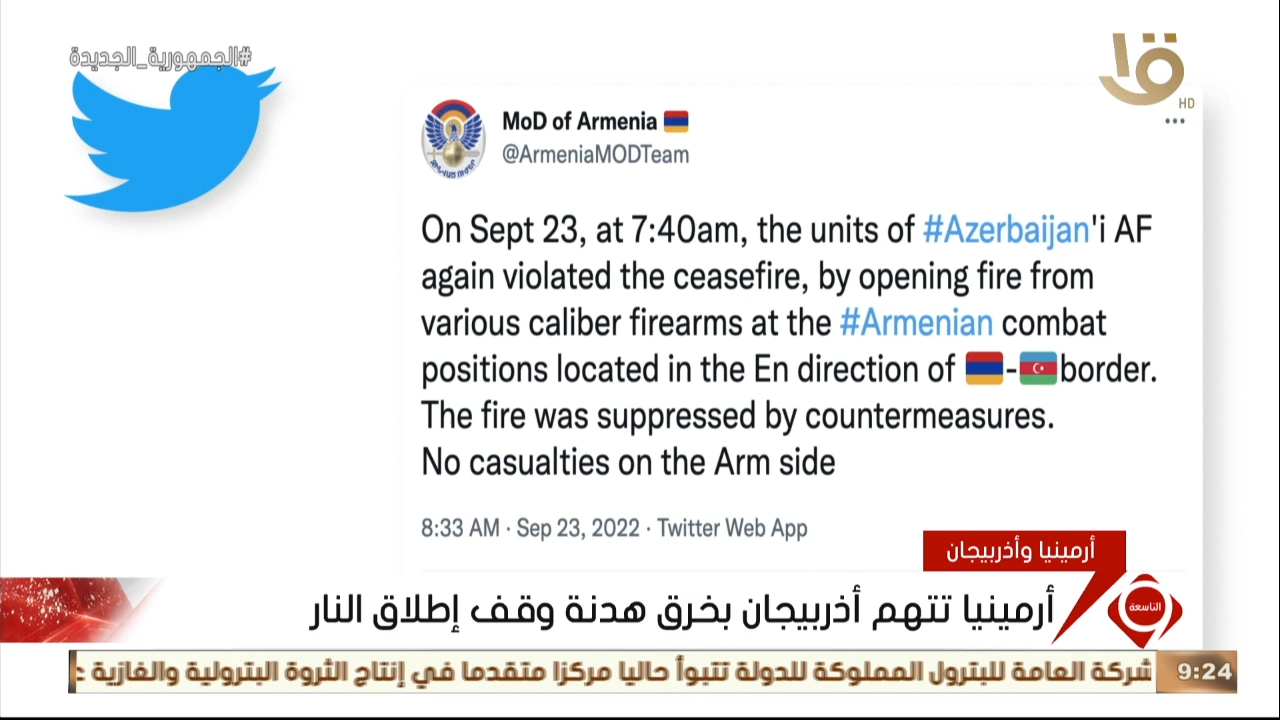 #الجمهورية_الجديدة
HD
MoD of Armenia
@ArmeniaMODTeam
On Sept 23, at 7:40am, the units of #Azerbaijan'i AF
again violated the ceasefire, by opening fire from
various caliber firearms at the #Armenian combat
positions located in the En direction of 🇦🇲-🇦🇿border.
The fire was suppressed by countermeasures.
No casualties on the Arm side
8:33 AM · Sep 23, 2022 · Twitter Web App
أرمينيا وأذربيجان
التاسعة
أرمينيا تتهم أذربيجان بخرق هدنة وقف إطلاق النار
9:24
شركة العامة للبترول المملوكة للدولة تتبوأ حاليا مركزا متقدما في إنتاج الثروة البترولية والغازية